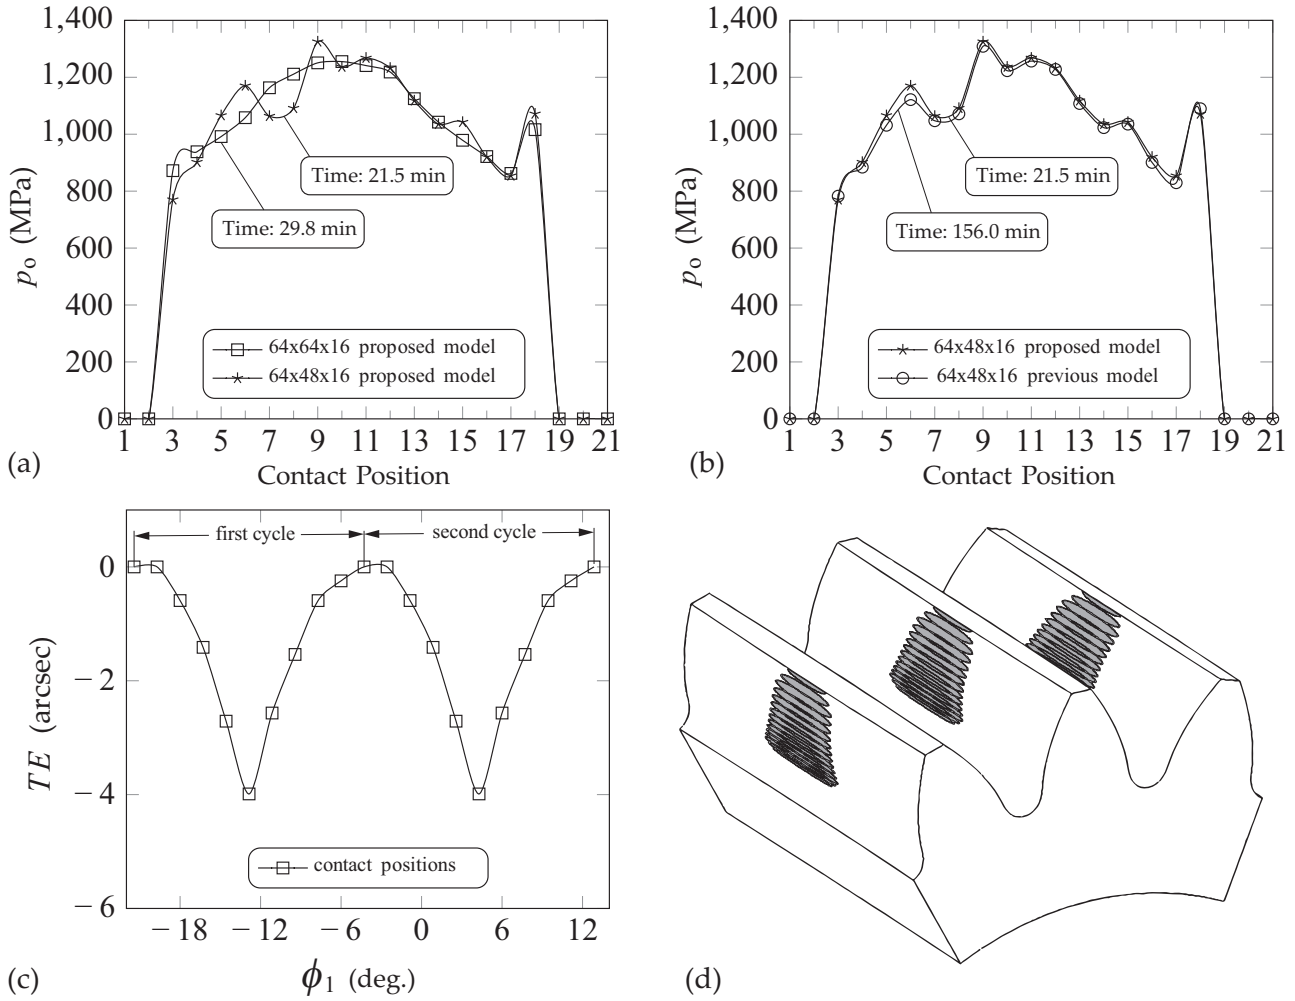 1,400
1,200
1,000
800
600
400
200
0
p_o (MPa)
Time: 21.5 min
Time: 29.8 min
64x64x16 proposed model
64x48x16 proposed model
1 3 5 7 9 11 13 15 17 19 21
Contact Position
(a)
1,400
1,200
1,000
800
600
400
200
0
p_o (MPa)
Time: 21.5 min
Time: 156.0 min
64x48x16 proposed model
64x48x16 previous model
1 3 5 7 9 11 13 15 17 19 21
Contact Position
(b)
first cycle second cycle
0
−2
−4
−6
TE (arcsec)
contact positions
−18 −12 −6 0 6 12
ϕ_1 (deg.)
(c)
(d)